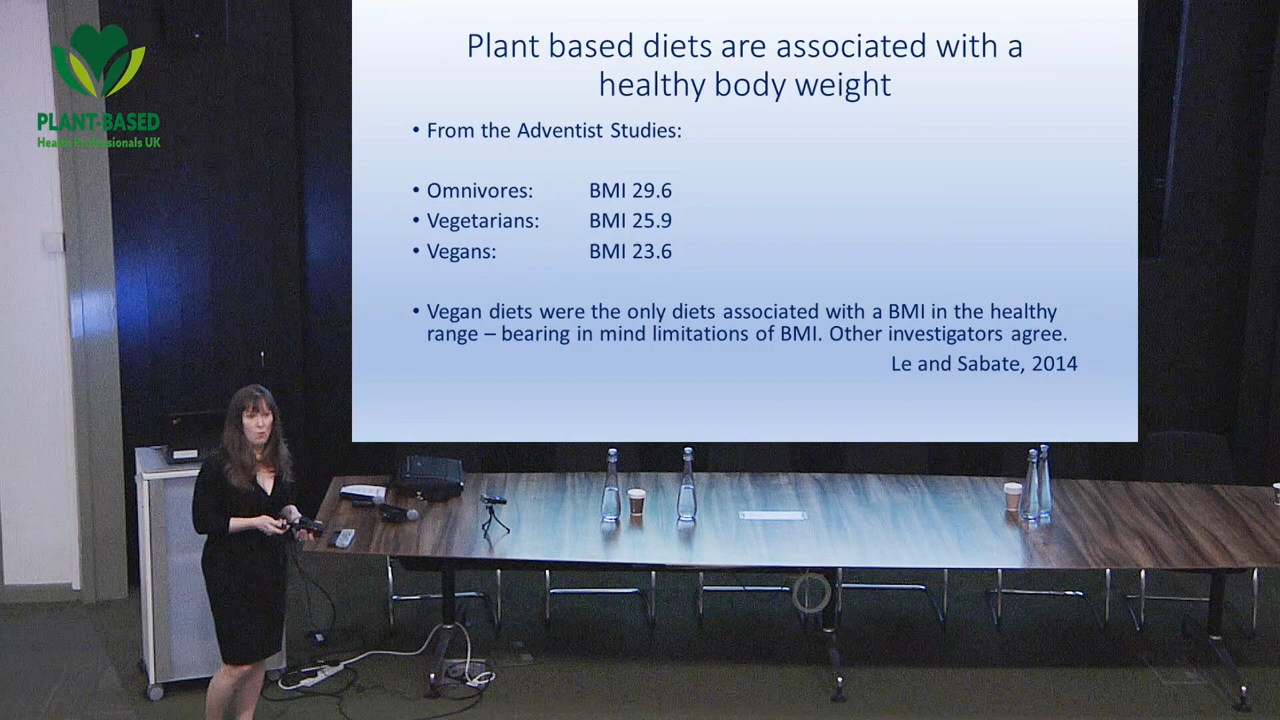 PLANT-BASED
Health Professionals UK
Plant based diets are associated with a
healthy body weight
• From the Adventist Studies:
• Omnivores: BMI 29.6
• Vegetarians: BMI 25.9
• Vegans: BMI 23.6
• Vegan diets were the only diets associated with a BMI in the healthy
range – bearing in mind limitations of BMI. Other investigators agree.
Le and Sabate, 2014